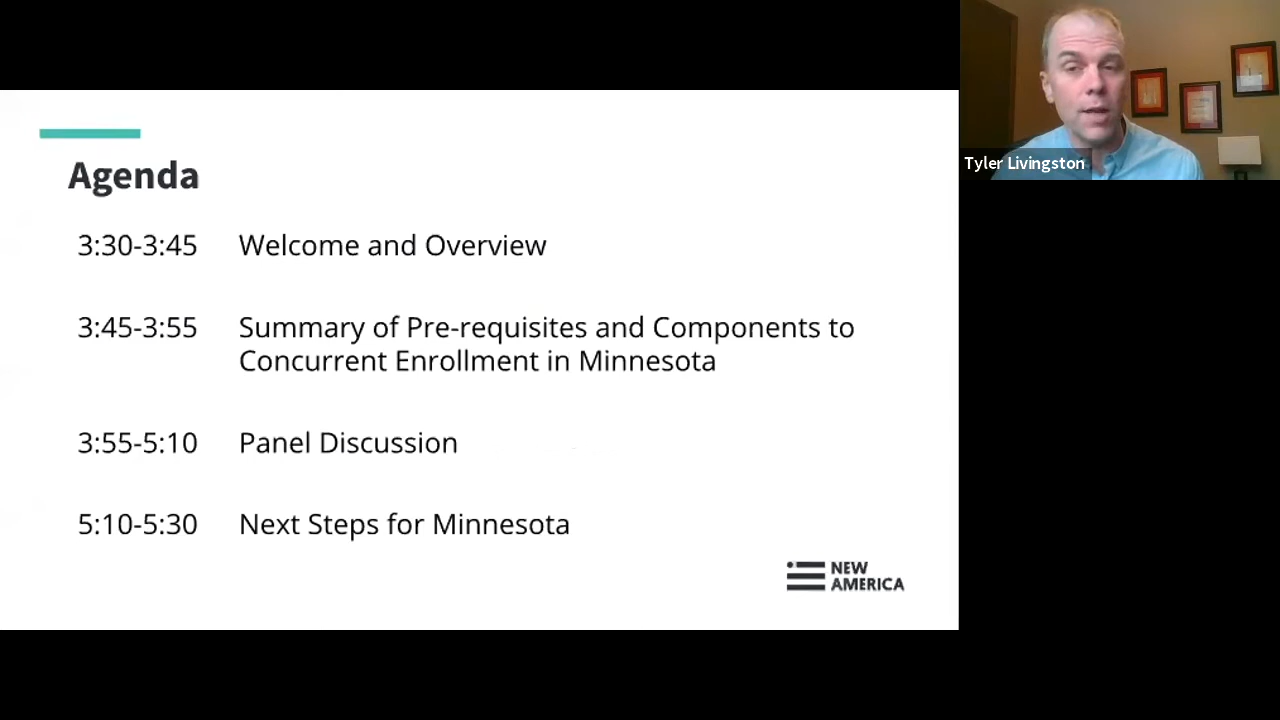 Agenda
3:30-3:45 Welcome and Overview
3:45-3:55 Summary of Pre-requisites and Components to
Concurrent Enrollment in Minnesota
3:55-5:10 Panel Discussion
5:10-5:30 Next Steps for Minnesota
NEW
AMERICA
Tyler Livingston